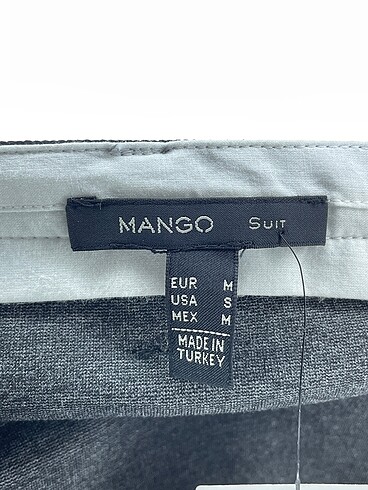 MANGO Suit
EUR M
USA S
MEX M
MADE IN
TURKEY